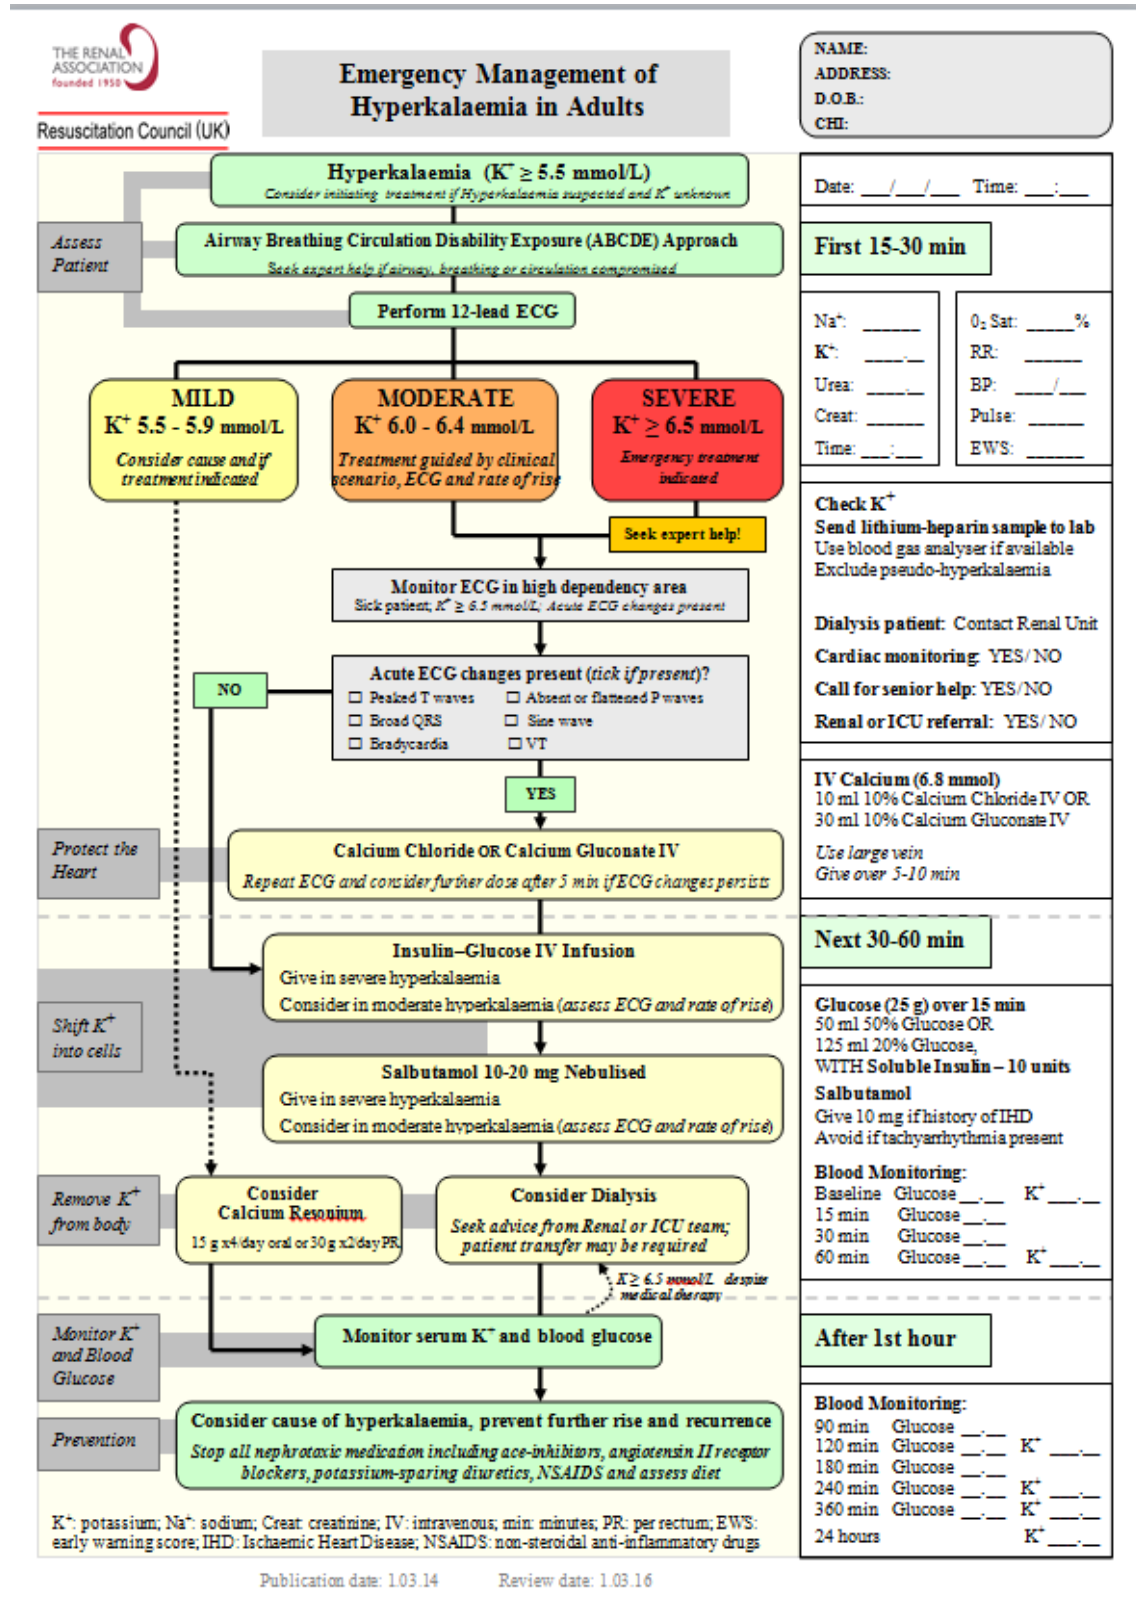 THE RENAL
ASSOCIATION
founded 1950
Resuscitation Council (UK)
Emergency Management of
Hyperkalaemia in Adults
NAME:
ADDRESS:
D.O.B.:
CHI:
Hyperkalaemia (K⁺ ≥ 5.5 mmol/L)
Consider initiating treatment if Hyperkalaemia suspected and K⁺ unknown
Assess
Patient
Airway Breathing Circulation Disability Exposure (ABCDE) Approach
Seek expert help if airway, breathing or circulation compromised
Perform 12-lead ECG
MILD
K⁺ 5.5 - 5.9 mmol/L
Consider cause and if
treatment indicated
MODERATE
K⁺ 6.0 - 6.4 mmol/L
Treatment guided by clinical
scenario, ECG and rate of rise
SEVERE
K⁺ ≥ 6.5 mmol/L
Emergency treatment
indicated
Seek expert help!
Monitor ECG in high dependency area
Sick patient; K⁺ ≥ 6.5 mmol/L; Acute ECG changes present
NO
Acute ECG changes present (tick if present)?
☐ Peaked T waves ☐ Absent or flattened P waves
☐ Broad QRS ☐ Sine wave
☐ Bradycardia ☐ VT
YES
Protect the
Heart
Calcium Chloride OR Calcium Gluconate IV
Repeat ECG and consider further dose after 5 min if ECG changes persists
Insulin–Glucose IV Infusion
Give in severe hyperkalaemia
Consider in moderate hyperkalaemia (assess ECG and rate of rise)
Shift K⁺
into cells
Salbutamol 10-20 mg Nebulised
Give in severe hyperkalaemia
Consider in moderate hyperkalaemia (assess ECG and rate of rise)
Remove K⁺
from body
Consider
Calcium Resonium
15 g x4/day oral or 30 g x2/day PR
Consider Dialysis
Seek advice from Renal or ICU team;
patient transfer may be required
K ≥ 6.5 mmol/L despite
medical therapy
Monitor K⁺
and Blood
Glucose
Monitor serum K⁺ and blood glucose
Prevention
Consider cause of hyperkalaemia, prevent further rise and recurrence
Stop all nephrotoxic medication including ace-inhibitors, angiotensin II receptor
blockers, potassium-sparing diuretics, NSAIDS and assess diet
K⁺: potassium; Na⁺: sodium; Creat: creatinine; IV: intravenous; min: minutes; PR: per rectum; EWS:
early warning score; IHD: Ischaemic Heart Disease; NSAIDS: non-steroidal anti-inflammatory drugs
Date: ___/___/___ Time: ___:___
First 15-30 min
Na⁺: ______
K⁺: ____.__
Urea: ____.__
Creat: ______
Time: ___:___
0₂ Sat: _____%
RR: ______
BP: ____/___
Pulse: ______
EWS: ______
Check K⁺
Send lithium-heparin sample to lab
Use blood gas analyser if available
Exclude pseudo-hyperkalaemia
Dialysis patient: Contact Renal Unit
Cardiac monitoring: YES/ NO
Call for senior help: YES/NO
Renal or ICU referral: YES/ NO
IV Calcium (6.8 mmol)
10 ml 10% Calcium Chloride IV OR
30 ml 10% Calcium Gluconate IV
Use large vein
Give over 5-10 min
Next 30-60 min
Glucose (25 g) over 15 min
50 ml 50% Glucose OR
125 ml 20% Glucose,
WITH Soluble Insulin – 10 units
Salbutamol
Give 10 mg if history of IHD
Avoid if tachyarrhythmia present
Blood Monitoring:
Baseline Glucose __.__ K⁺ ___.__
15 min Glucose __.__
30 min Glucose __.__
60 min Glucose __.__ K⁺ ___.__
After 1st hour
Blood Monitoring:
90 min Glucose __.__
120 min Glucose __.__ K⁺ ___.__
180 min Glucose __.__
240 min Glucose __.__ K⁺ ___.__
360 min Glucose __.__ K⁺ ___.__
24 hours K⁺ ___.__
Publication date: 1.03.14 Review date: 1.03.16